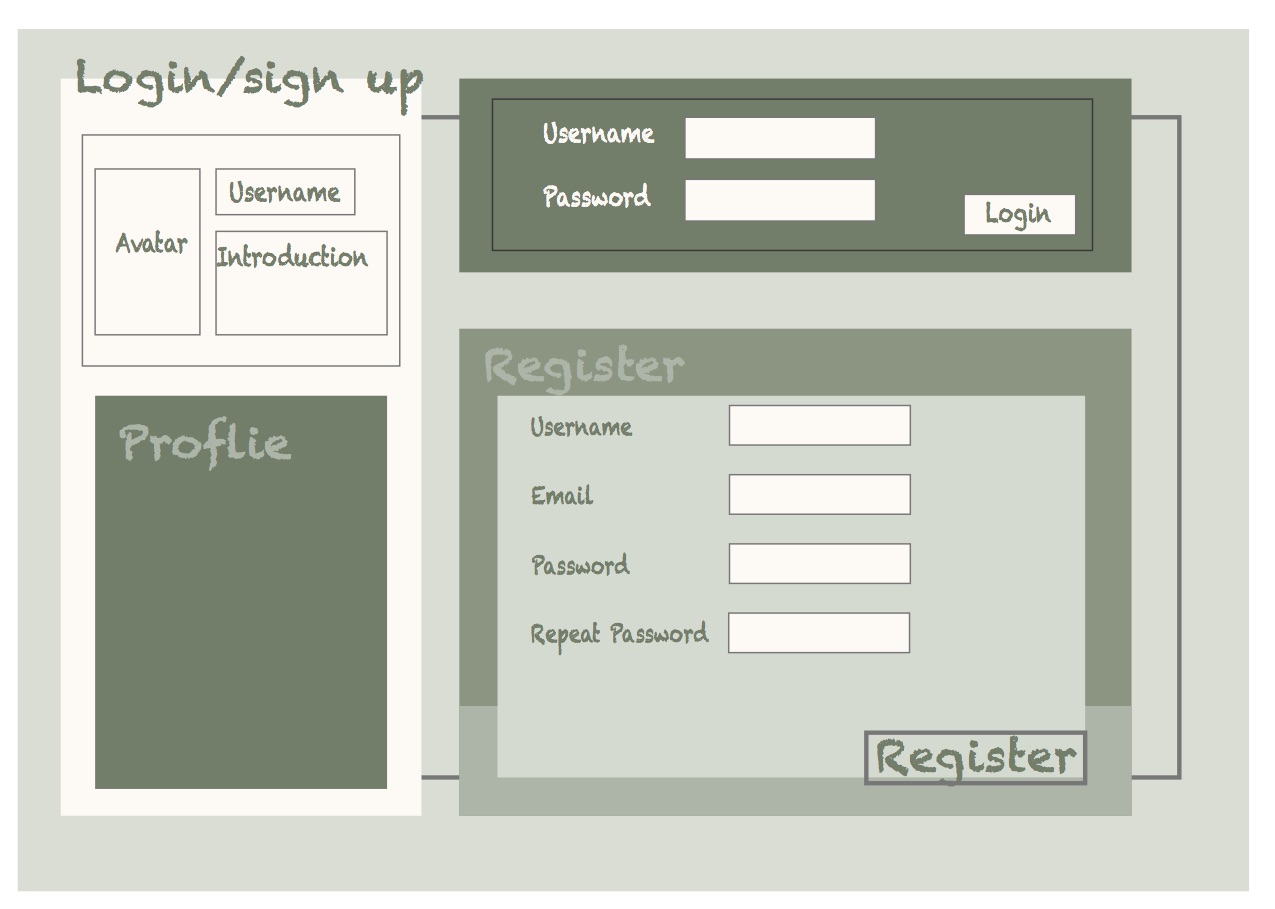 Login/sign up
Avatar
Username
Introduction
Proflie
Username
Password
Login
Register
Username
Email
Password
Repeat Password
Register